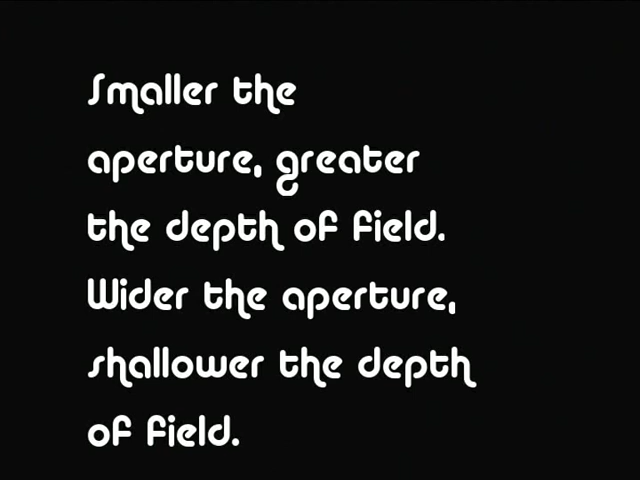 Smaller the
aperture, greater
the depth of field.
Wider the aperture,
shallower the depth
of field.